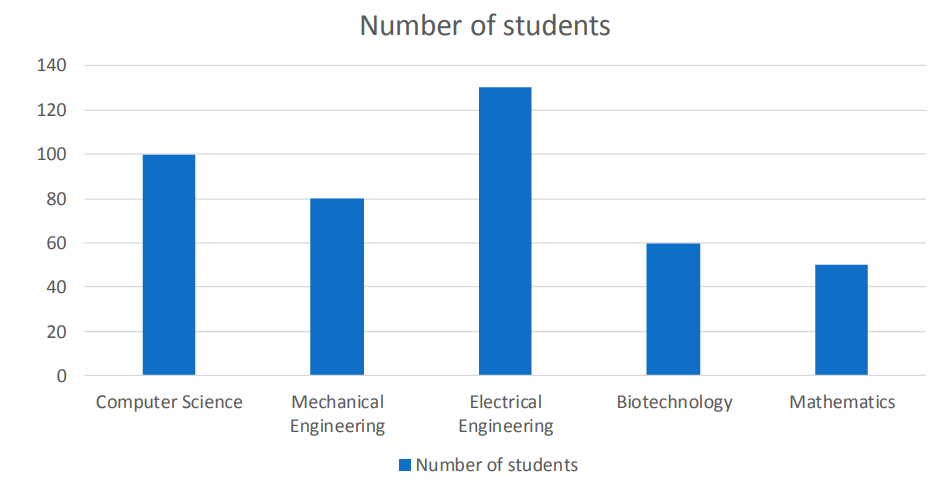 Number of students
140
120
100
80
60
40
20
0
Computer Science
Mechanical
Engineering
Electrical
Engineering
Biotechnology
Mathematics
Number of students